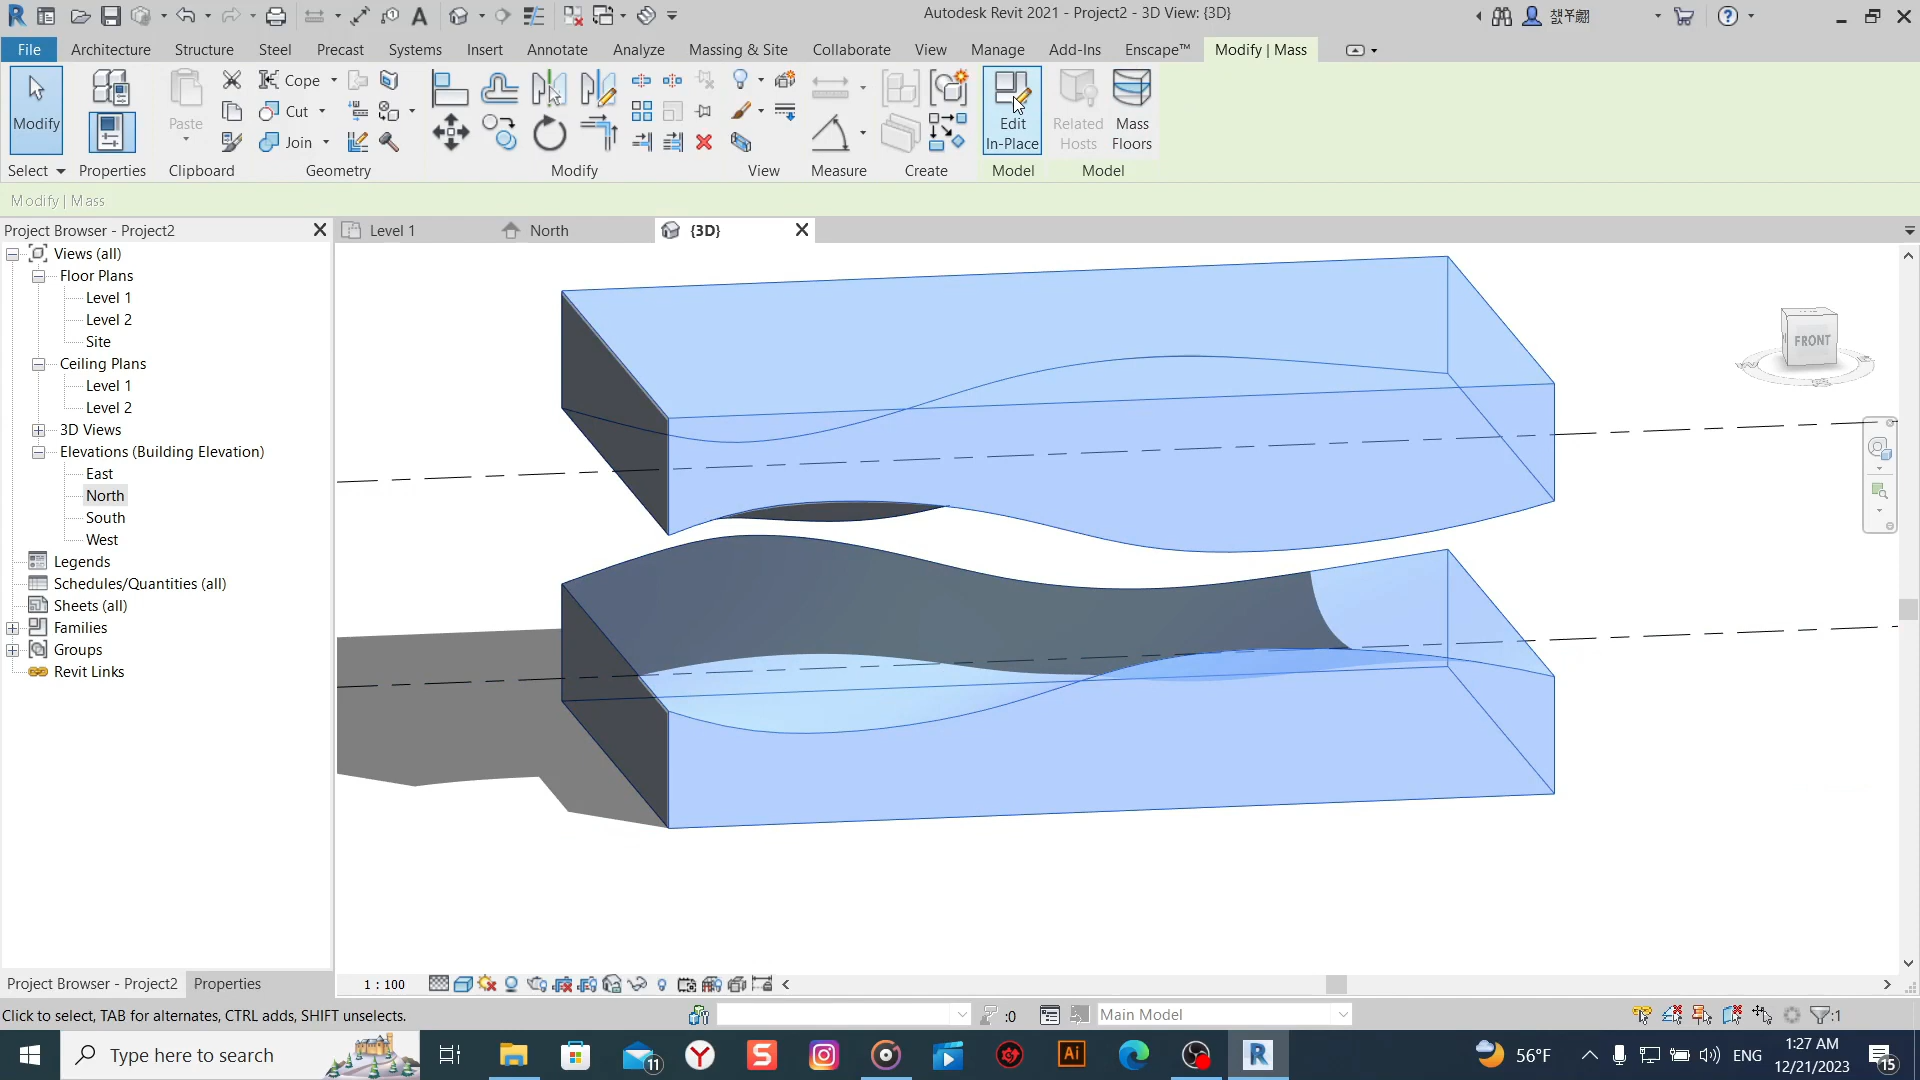 Autodesk Revit 2021 - Project2 - 3D View: {3D}
File
Architecture
Structure
Steel
Precast
Systems
Insert
Annotate
Analyze
Massing & Site
Collaborate
View
Manage
Add-Ins
Enscape™
Modify | Mass
Modify
Paste
Cope
Cut
Join
Edit
In-Place
Related
Hosts
Mass
Floors
Select
Properties
Clipboard
Geometry
Modify
View
Measure
Create
Model
Model
Modify | Mass
Project Browser - Project2
Level 1
North
{3D}
Views (all)
Floor Plans
Level 1
Level 2
Site
Ceiling Plans
Level 1
Level 2
3D Views
Elevations (Building Elevation)
East
North
South
West
Legends
Schedules/Quantities (all)
Sheets (all)
Families
Groups
Revit Links
FRONT
Project Browser - Project2
Properties
1 : 100
Click to select, TAB for alternates, CTRL adds, SHIFT unselects.
:0
Main Model
:1
Type here to search
11
Ai
56°F
ENG
1:27 AM
12/21/2023
15